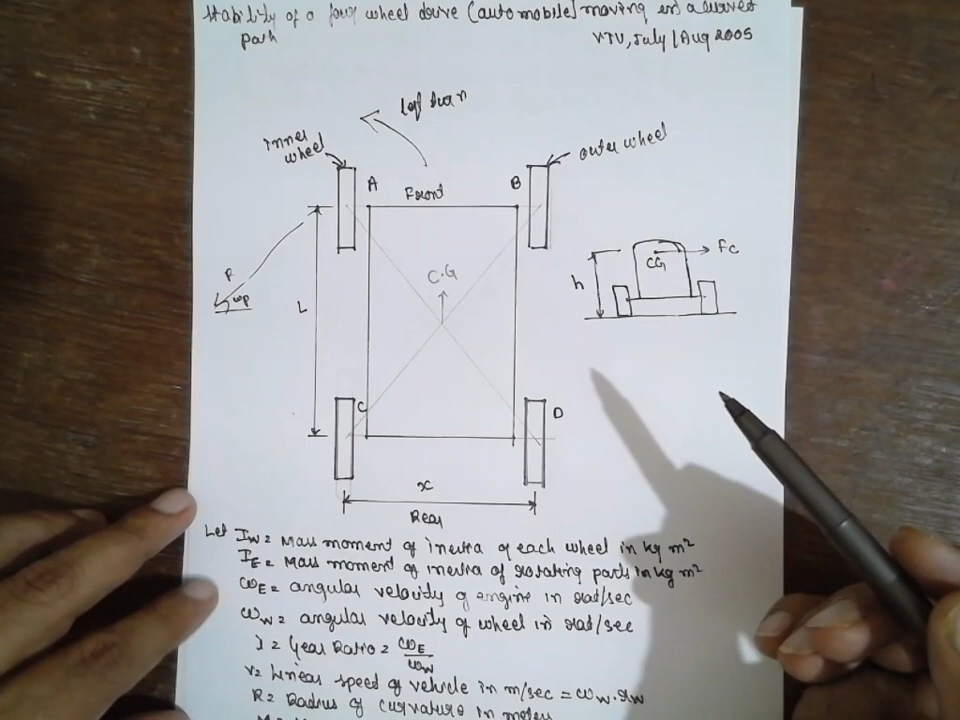 Stability of a four wheel drive (automobile) moving in a curved
path
VTU, July/Aug 2005
left turn
inner
wheel
outer wheel
A
Front
B
R
ωp
L
C.G
Fc
CG
h
C
D
x
Rear
Let Iw = Mass moment of inertia of each wheel in kg m²
IE = Mass moment of inertia of rotating parts in kg m²
ωE = angular velocity of engine in rad/sec
ωw = angular velocity of wheel in rad/sec
λ = Gear Ratio = ωE/ωw
v = Linear speed of vehicle in m/sec = ωw·rw
R = Radius of curvature in meters